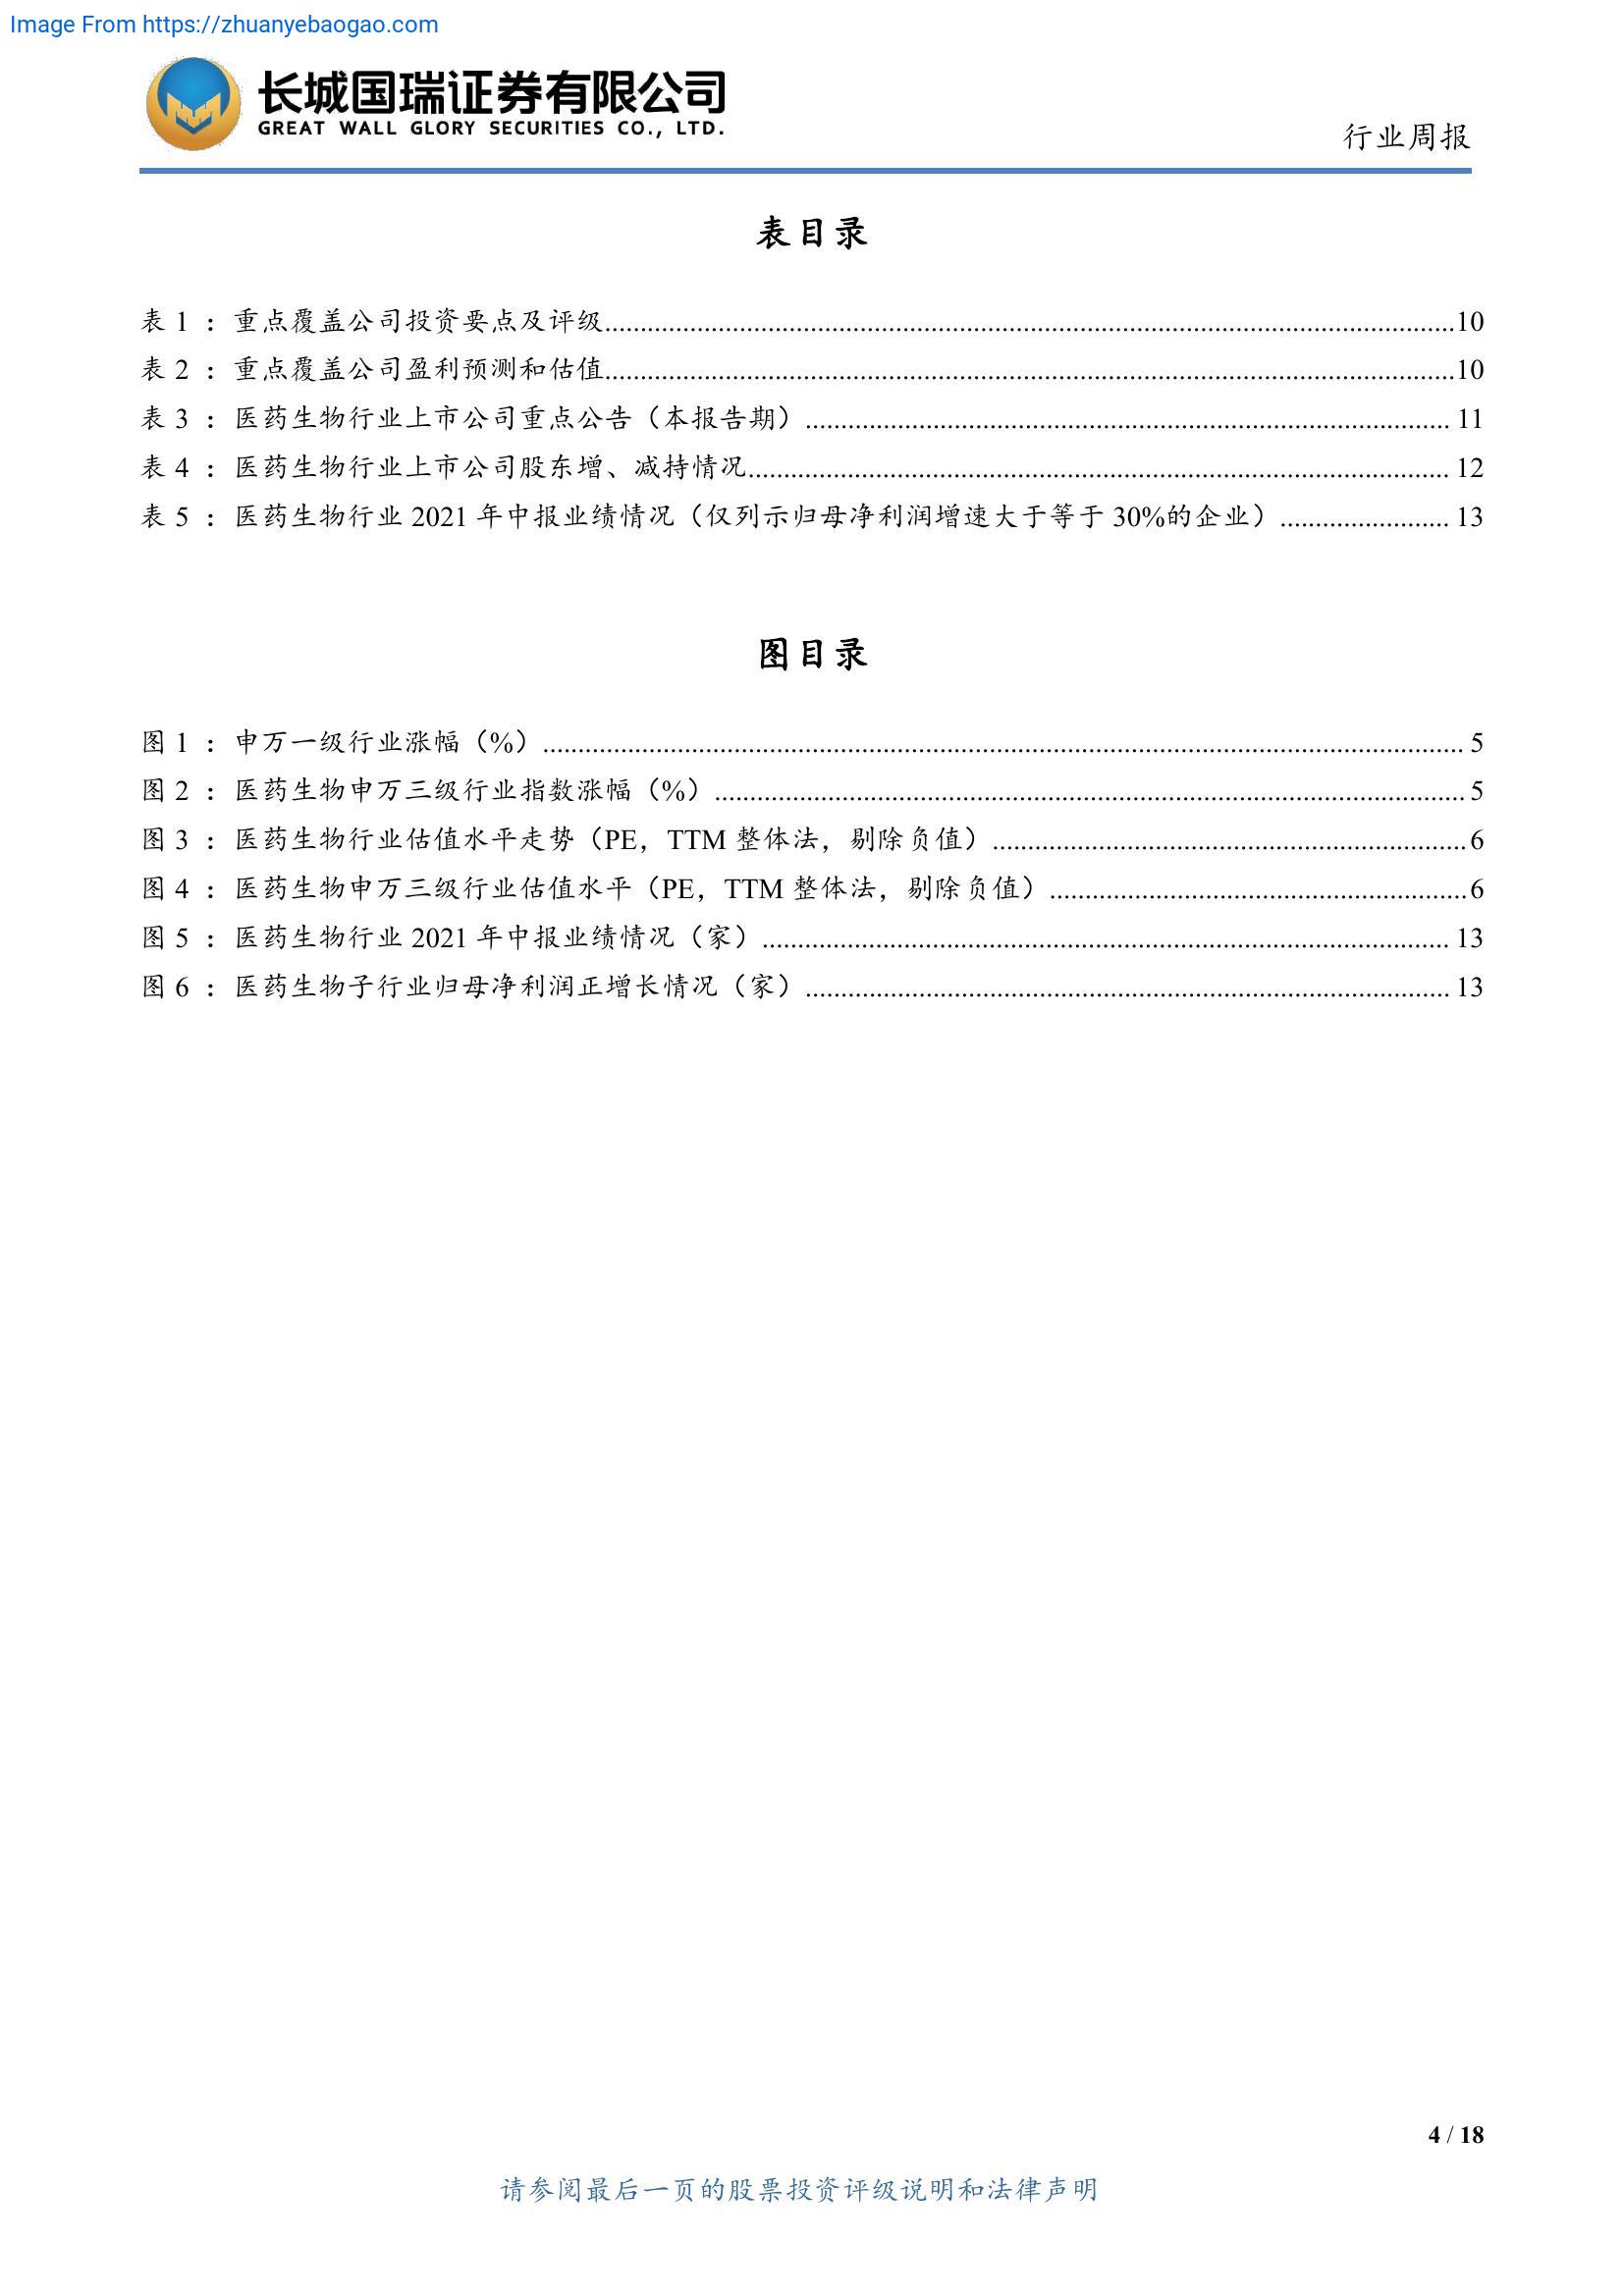 Image From https://zhuanyebaogao.com
长城国瑞证券有限公司
GREAT WALL GLORY SECURITIES CO., LTD.
行业周报
表目录
表 1 ：重点覆盖公司投资要点及评级...10
表 2 ：重点覆盖公司盈利预测和估值...10
表 3 ：医药生物行业上市公司重点公告（本报告期）...11
表 4 ：医药生物行业上市公司股东增、减持情况...12
表 5 ：医药生物行业 2021 年中报业绩情况（仅列示归母净利润增速大于等于 30%的企业）...13
图目录
图 1 ：申万一级行业涨幅（%）...5
图 2 ：医药生物申万三级行业指数涨幅（%）...5
图 3 ：医药生物行业估值水平走势（PE，TTM 整体法，剔除负值）...6
图 4 ：医药生物申万三级行业估值水平（PE，TTM 整体法，剔除负值）...6
图 5 ：医药生物行业 2021 年中报业绩情况（家）...13
图 6 ：医药生物子行业归母净利润正增长情况（家）...13
4 / 18
请参阅最后一页的股票投资评级说明和法律声明